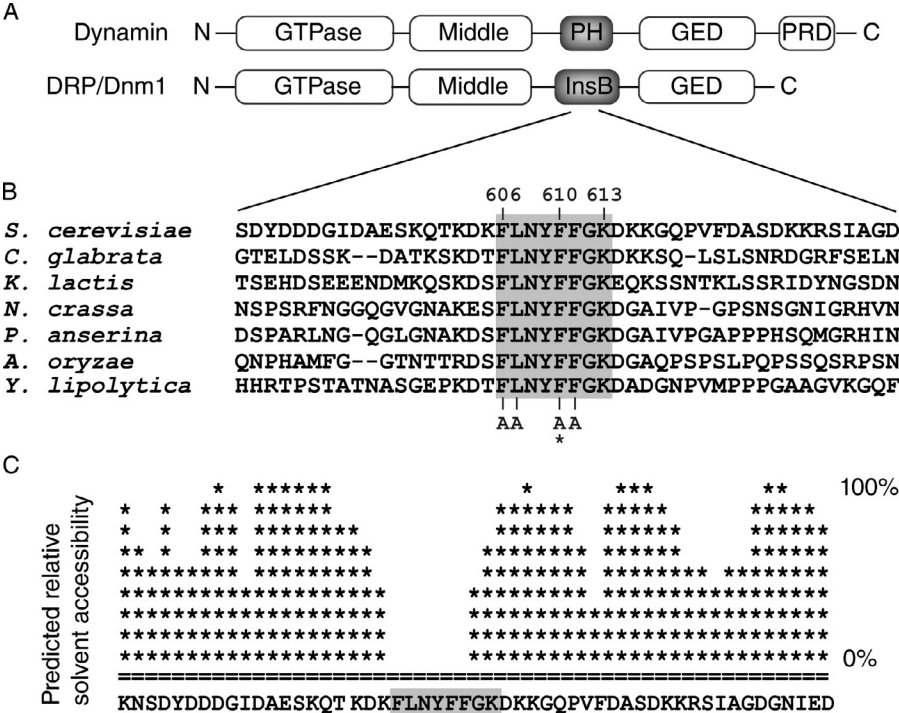 A
Dynamin N GTPase Middle PH GED PRD C
DRP/Dnm1 N GTPase Middle InsB GED C
B
606 610 613
S. cerevisiae SDYDDDGIDAESKQTKDKFLNYFFGKDKKGQPVFDASDKKRSIAGD
C. glabrata GTELDSSK--DATKSKDTFLNYFFGKDKKSQ-LSLSNRDGRFSELN
K. lactis TSEHDSEEENDMKQSKDSFLNYFFGKEQKSSNTKLSSRIDYNGSDN
N. crassa NSPSRFNGGQGVGNAKESFLNYFFGKDGAIVP-GPSNSGNIGRHVN
P. anserina DSPARLNG-QGLGNAKDSFLNYFFGKDGAIVPGAPPPHSQMGRHIN
A. oryzae QNPHAMFG--GTNTTRDSFLNYFFGKDGAQPSPSLPQPSSQSRPSN
Y. lipolytica HHRTPSTATNASGEPKDTFLNYFFGKDADGNPVMPPPGAAGVKGQF
AA AA
*
C
Predicted relative
solvent accessibility
100%
0%
KNSDYDDDGIDAESKQTKDKFLNYFFGKDKKGQPVFDASDKKRSIAGDGNIED